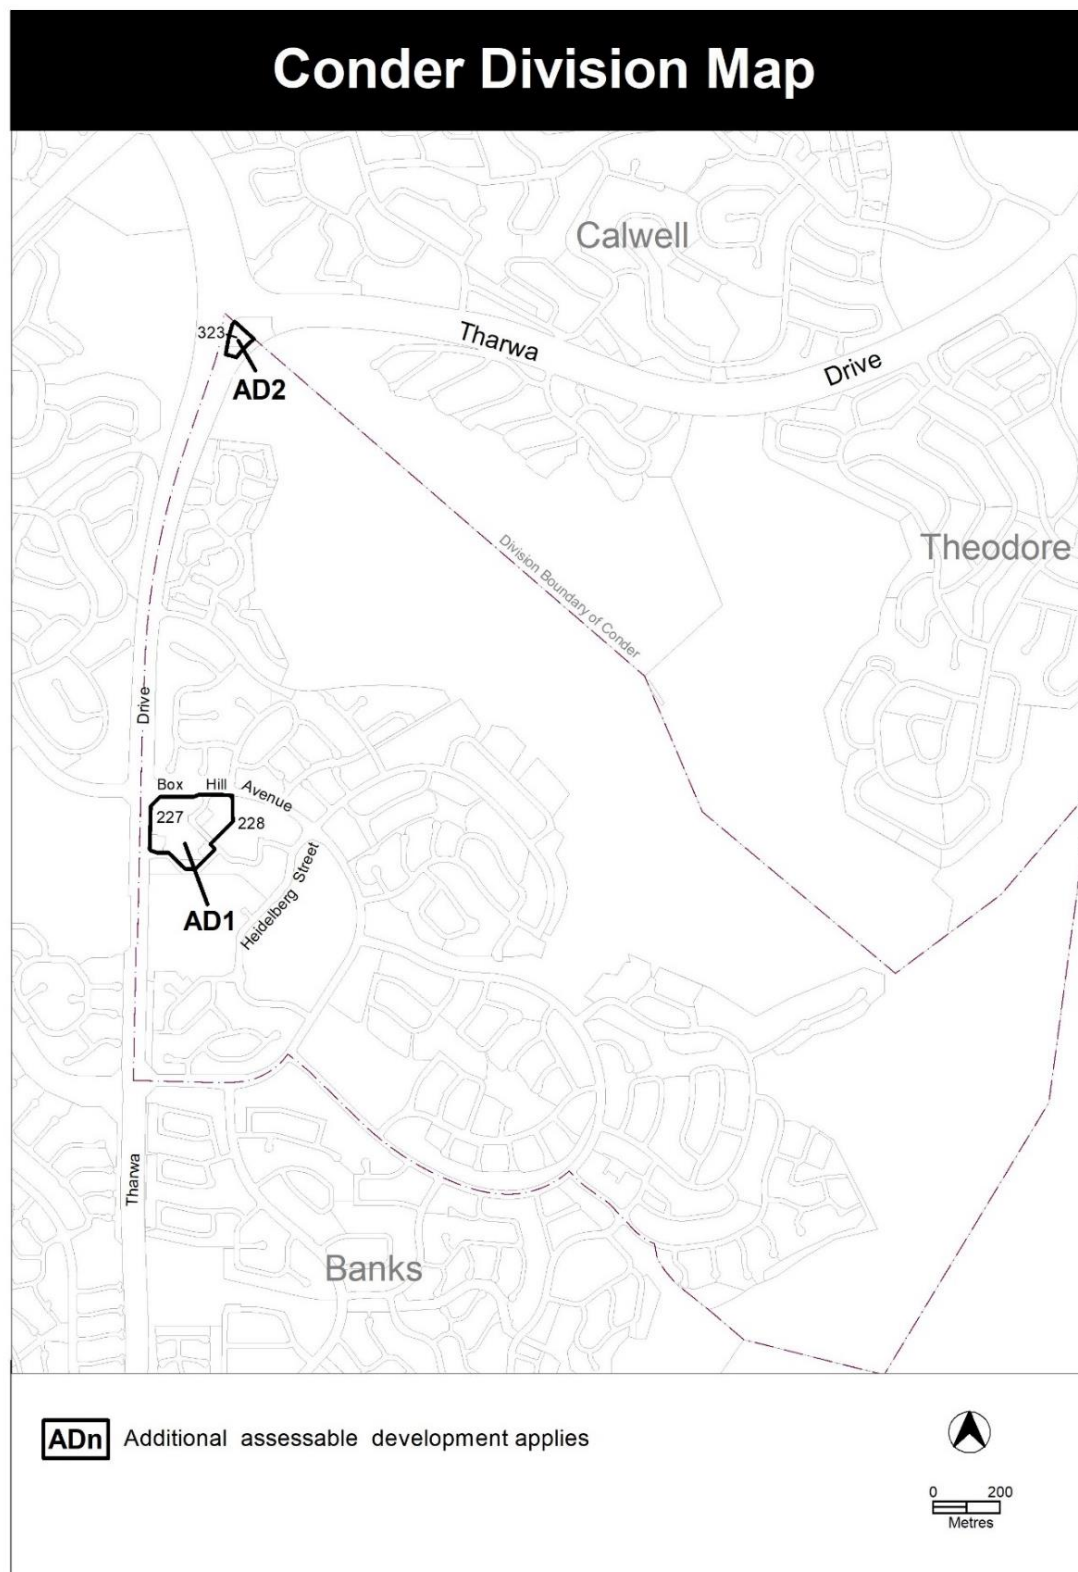 Conder Division Map
Calwell
323
Tharwa
Drive
AD2
Division Boundary of Conder
Theodore
Drive
Box Hill Avenue
227
228
AD1
Heidelberg Street
Tharwa
Banks
ADn Additional assessable development applies
0 200
Metres